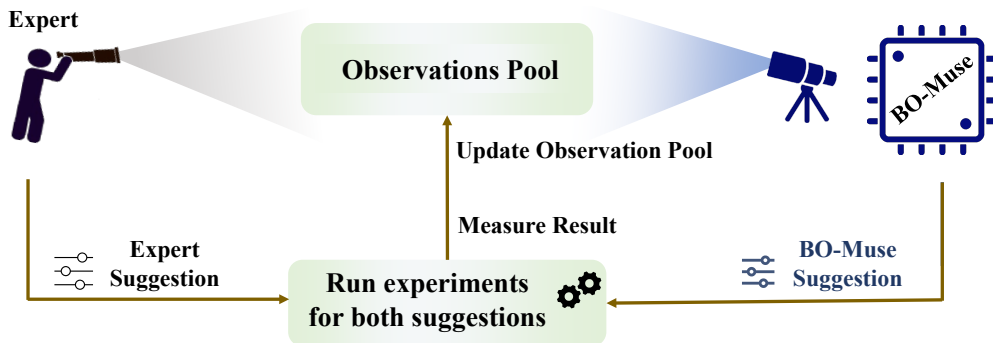 Expert
Observations Pool
BO-Muse
Update Observation Pool
Measure Result
Expert
Suggestion
BO-Muse
Suggestion
Run experiments
for both suggestions